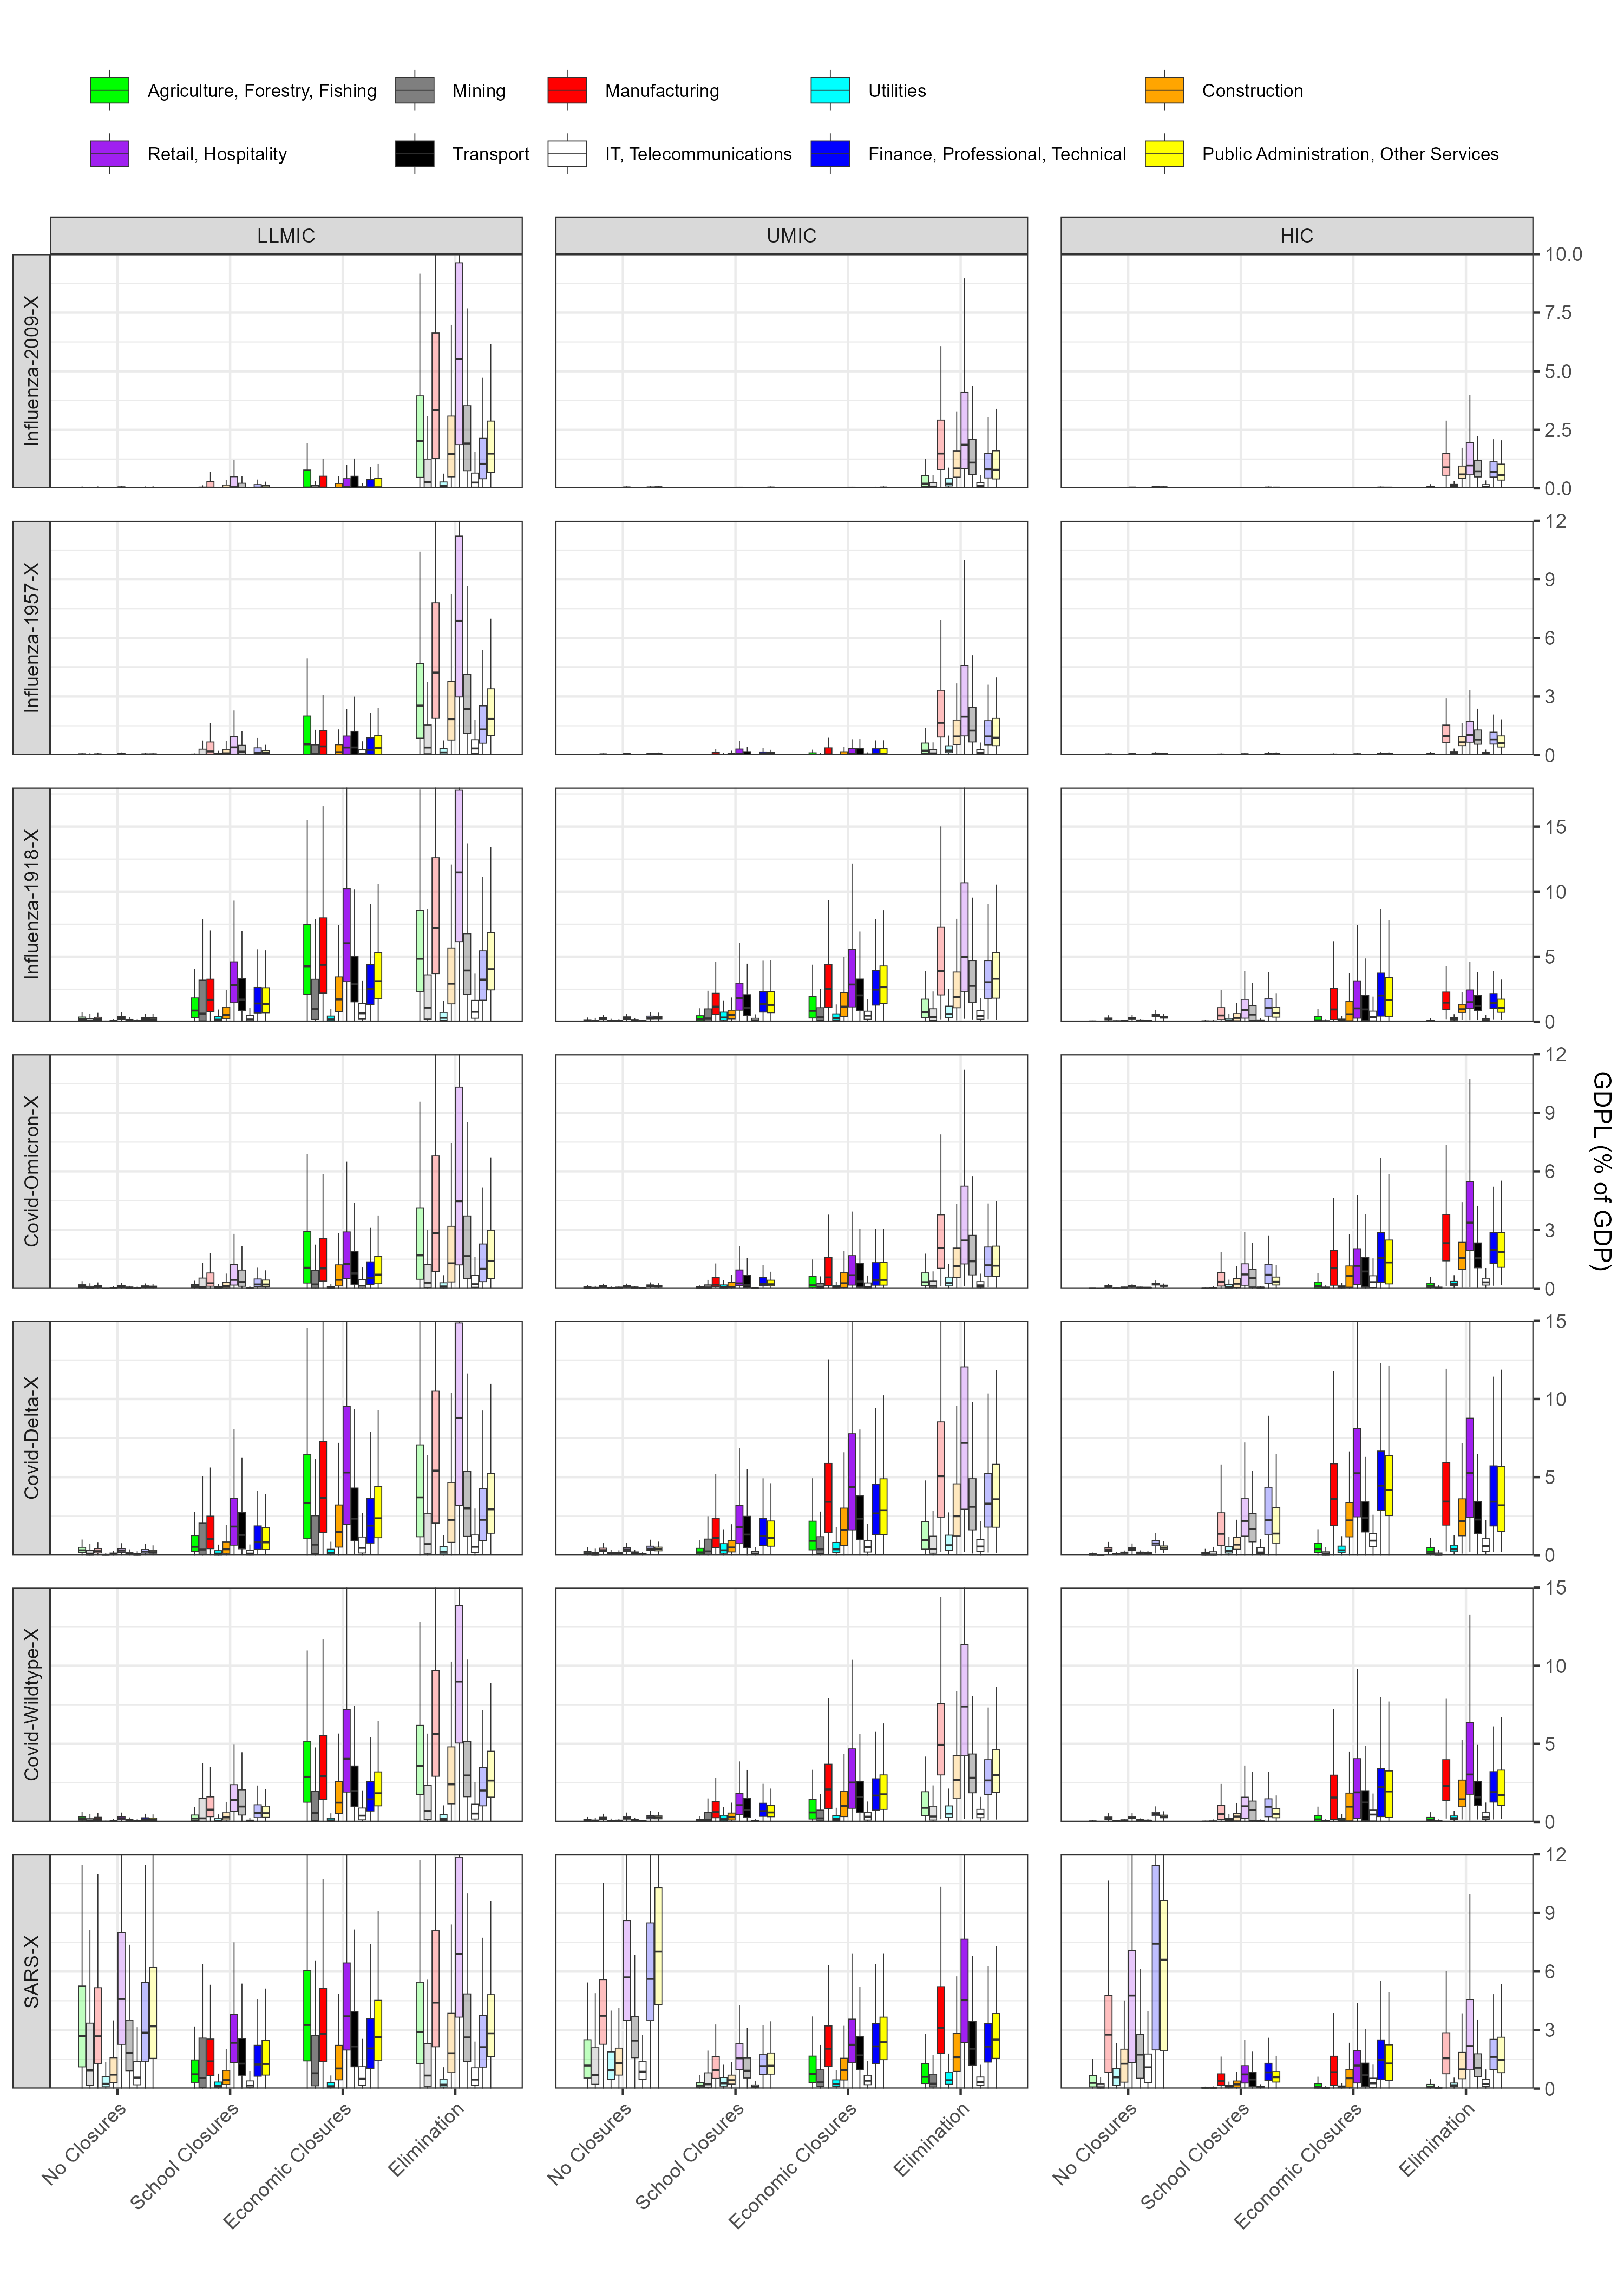 Agriculture, Forestry, Fishing Mining Manufacturing Utilities Construction
Retail, Hospitality Transport IT, Telecommunications Finance, Professional, Technical Public Administration, Other Services
LLMIC UMIC HIC
Influenza-2009-X
10.0
7.5
5.0
2.5
0.0
Influenza-1957-X
12
9
6
3
0
Influenza-1918-X
15
10
5
0
Covid-Omicron-X
12
9
6
3
0
GDPL (% of GDP)
Covid-Delta-X
15
10
5
0
Covid-Wildtype-X
15
10
5
0
SARS-X
12
9
6
3
0
No Closures School Closures Economic Closures Elimination No Closures School Closures Economic Closures Elimination No Closures School Closures Economic Closures Elimination